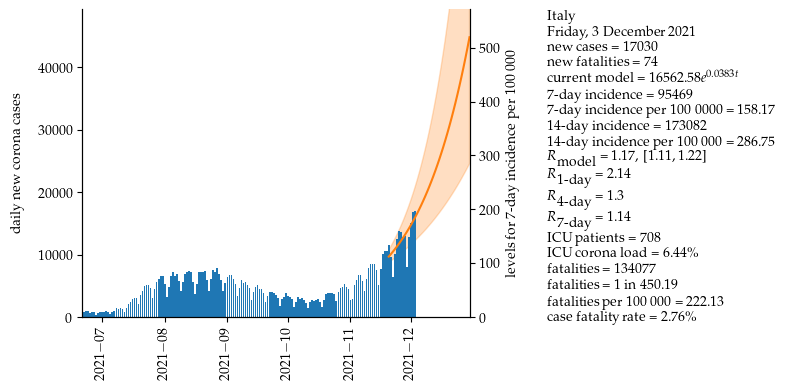 daily new corona cases
40000
30000
20000
10000
0
2021−07
2021−08
2021−09
2021−10
2021−11
2021−12
500
400
300
200
100
0
levels for 7-day incidence per 100 000
Italy
Friday, 3 December 2021
new cases = 17030
new fatalities = 74
current model = 16562.58e^0.0383t
7-day incidence = 95469
7-day incidence per 100 0000 = 158.17
14-day incidence = 173082
14-day incidence per 100 000 = 286.75
R model = 1.17, [1.11, 1.22]
R 1-day = 2.14
R 4-day = 1.3
R 7-day = 1.14
ICU patients = 708
ICU corona load = 6.44%
fatalities = 134077
fatalities = 1 in 450.19
fatalities per 100 000 = 222.13
case fatality rate = 2.76%